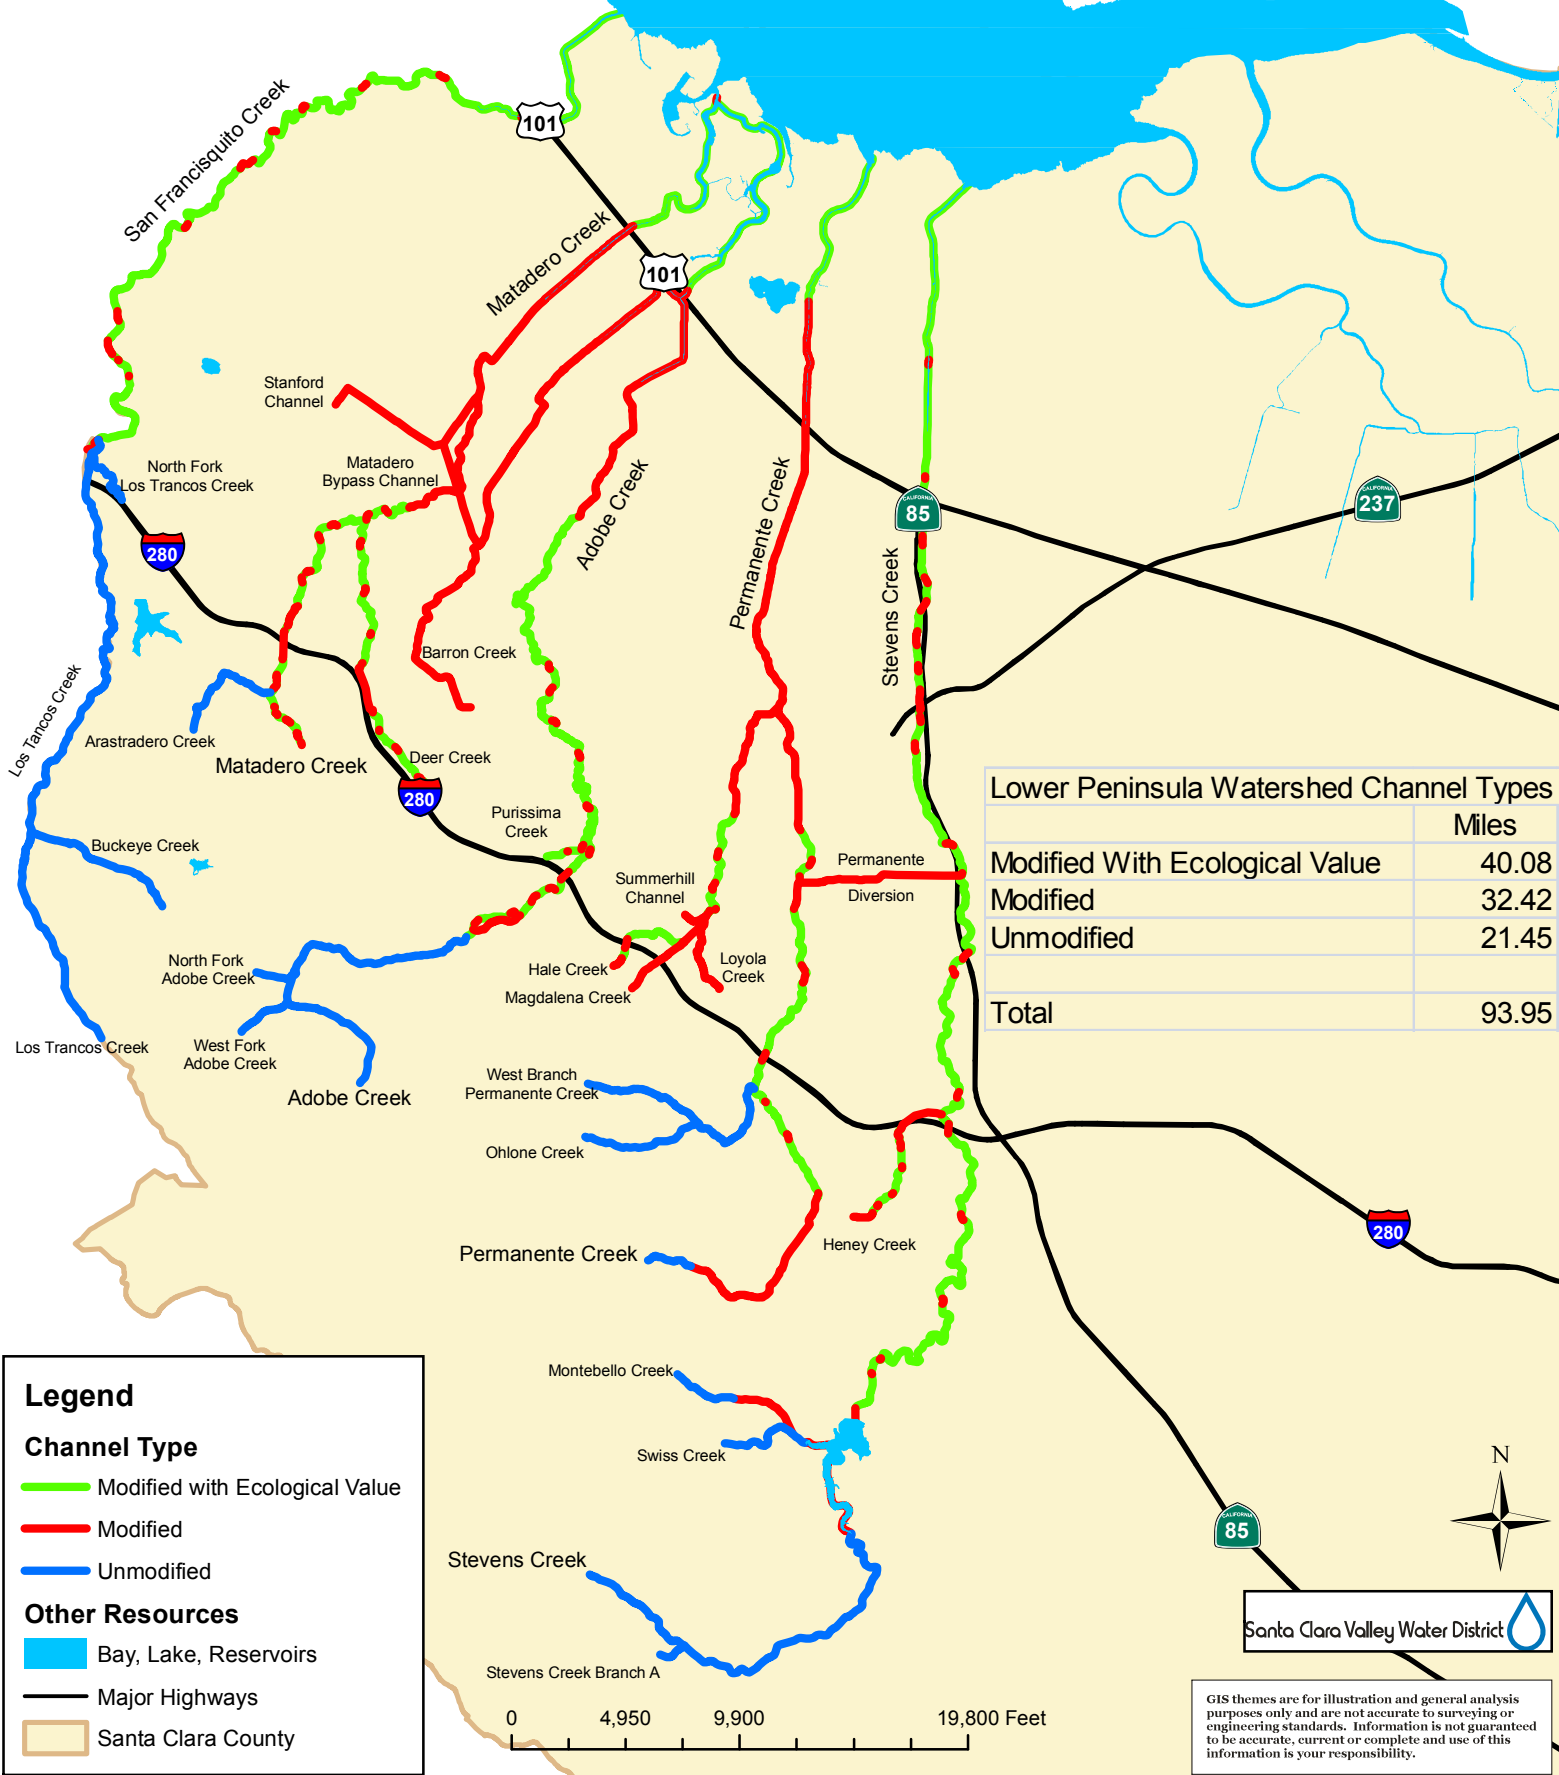 San Francisquito Creek
101
Matadero Creek
101
Stanford
Channel
North Fork
Los Trancos Creek
Matadero
Bypass Channel
Adobe Creek
Permanente Creek
CALIFORNIA
85
CALIFORNIA
237
280
Stevens Creek
Barron Creek
Los Tancos Creek
Arastradero Creek
Matadero Creek
Deer Creek
280
Purissima
Creek
Buckeye Creek
Lower Peninsula Watershed Channel Types
Miles
Modified With Ecological Value 40.08
Modified 32.42
Unmodified 21.45
Total 93.95
Permanente
Diversion
Summerhill
Channel
North Fork
Adobe Creek
Hale Creek
Loyola
Creek
Magdalena Creek
Los Trancos Creek
West Fork
Adobe Creek
Adobe Creek
West Branch
Permanente Creek
Ohlone Creek
Permanente Creek
Heney Creek
280
Montebello Creek
Swiss Creek
Stevens Creek
Stevens Creek Branch A
CALIFORNIA
85
N
Legend
Channel Type
Modified with Ecological Value
Modified
Unmodified
Other Resources
Bay, Lake, Reservoirs
Major Highways
Santa Clara County
0 4,950 9,900 19,800 Feet
Santa Clara Valley Water District
GIS themes are for illustration and general analysis
purposes only and are not accurate to surveying or
engineering standards. Information is not guaranteed
to be accurate, current or complete and use of this
information is your responsibility.